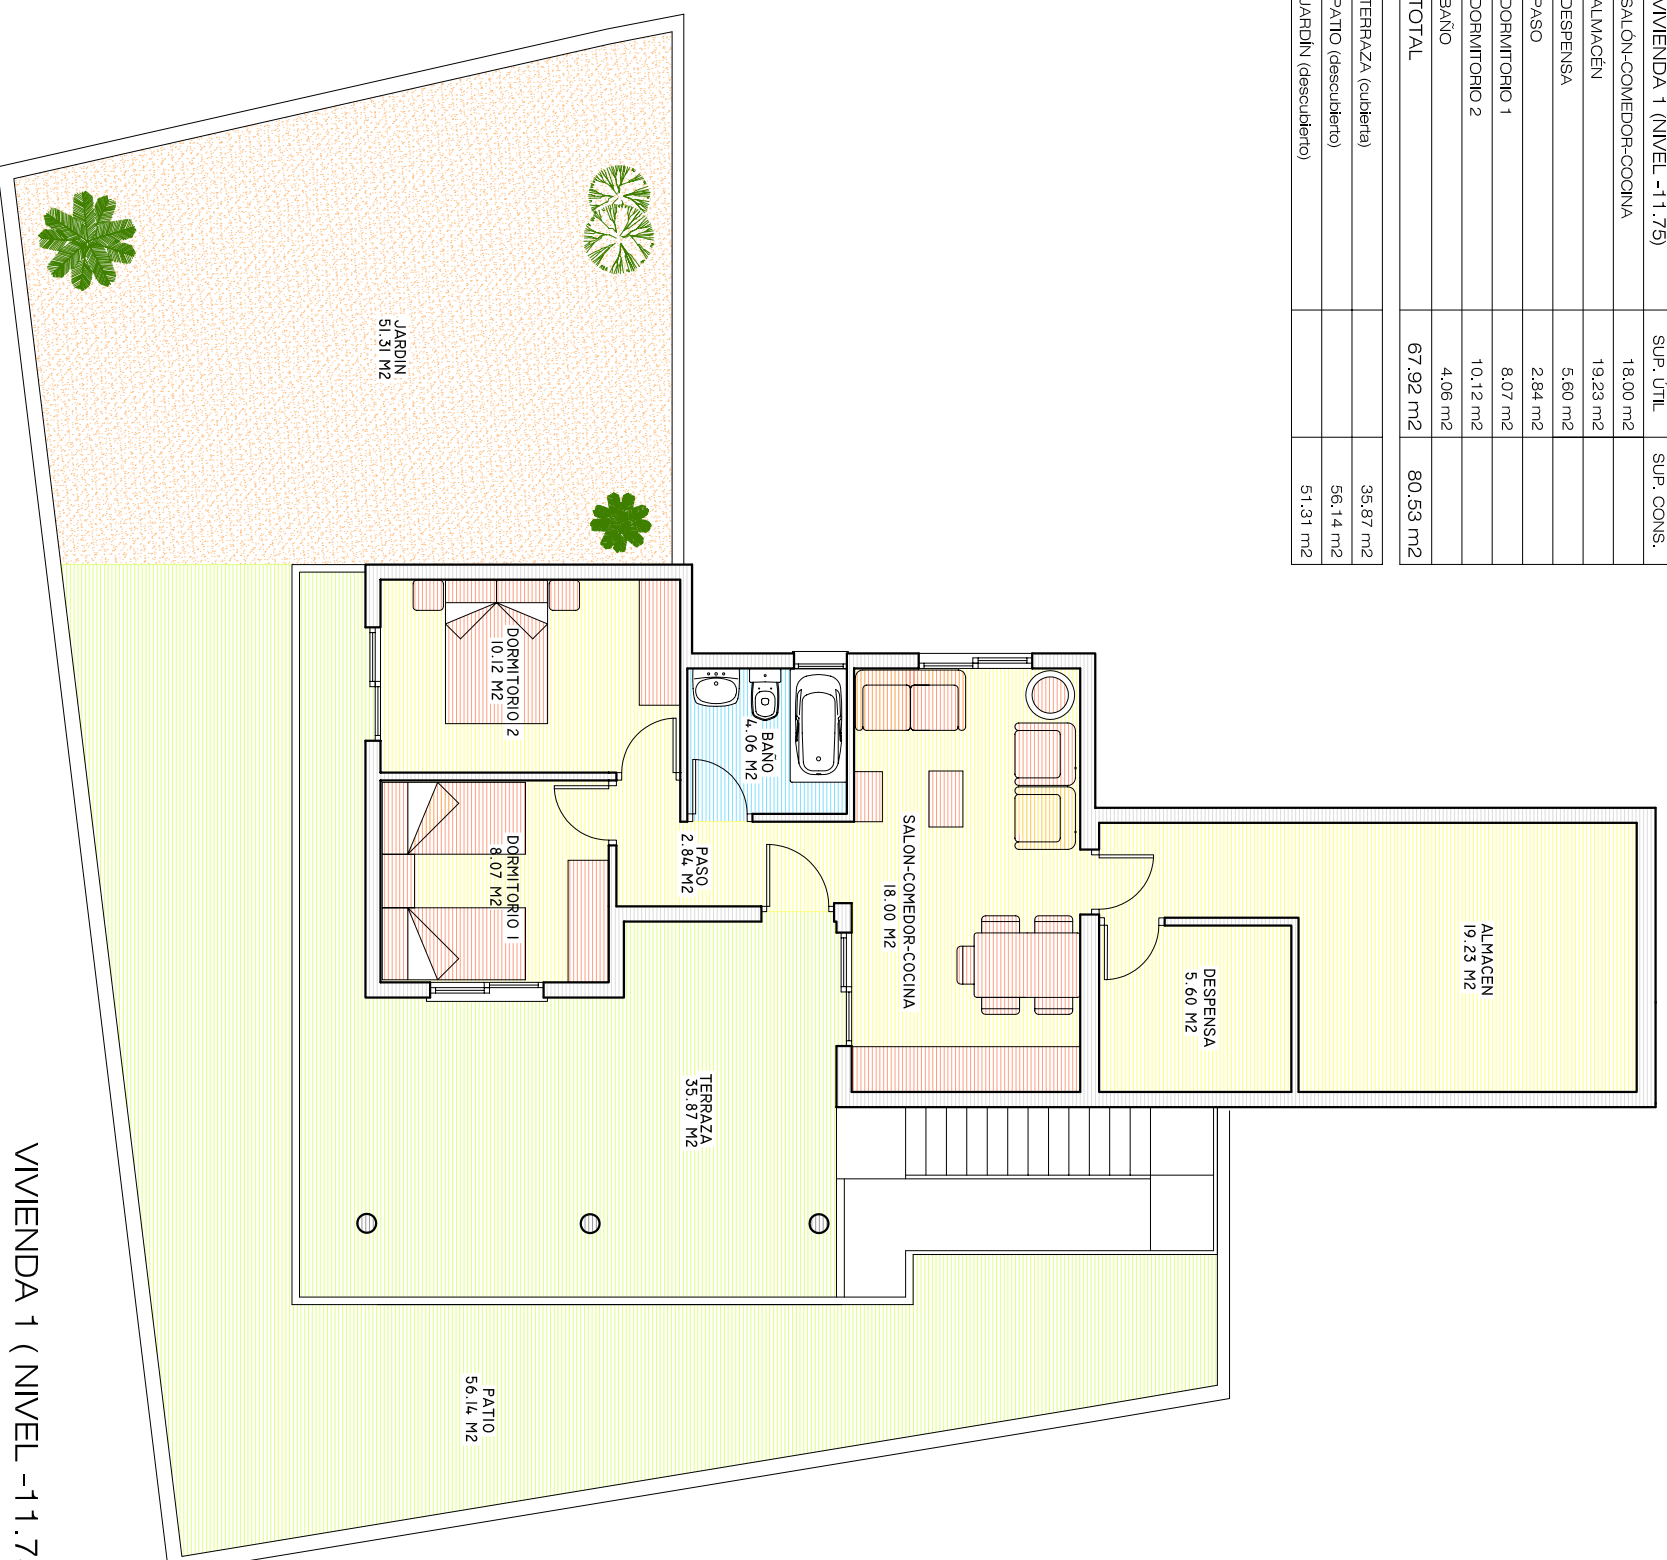 VIVIENDA 1 (NIVEL -11.75) SUP. ÚTIL SUP. CONS.
SALÓN-COMEDOR-COCINA 18.00 m2
ALMACÉN 19.23 m2
DESPENSA 5.60 m2
PASO 2.84 m2
DORMITORIO 1 8.07 m2
DORMITORIO 2 10.12 m2
BAÑO 4.06 m2
TOTAL 67.92 m2 80.53 m2
TERRAZA (cubierta) 35.87 m2
PATIO (descubierto) 56.14 m2
JARDÍN (descubierto) 51.31 m2
ALMACEN
19.23 M2
DESPENSA
5.60 M2
SALON-COMEDOR-COCINA
18.00 M2
BAÑO
4.06 M2
PASO
2.84 M2
DORMITORIO 2
10.12 M2
DORMITORIO 1
8.07 M2
TERRAZA
35.87 M2
JARDIN
51.31 M2
PATIO
56.14 M2
VIVIENDA 1 ( NIVEL -11.7